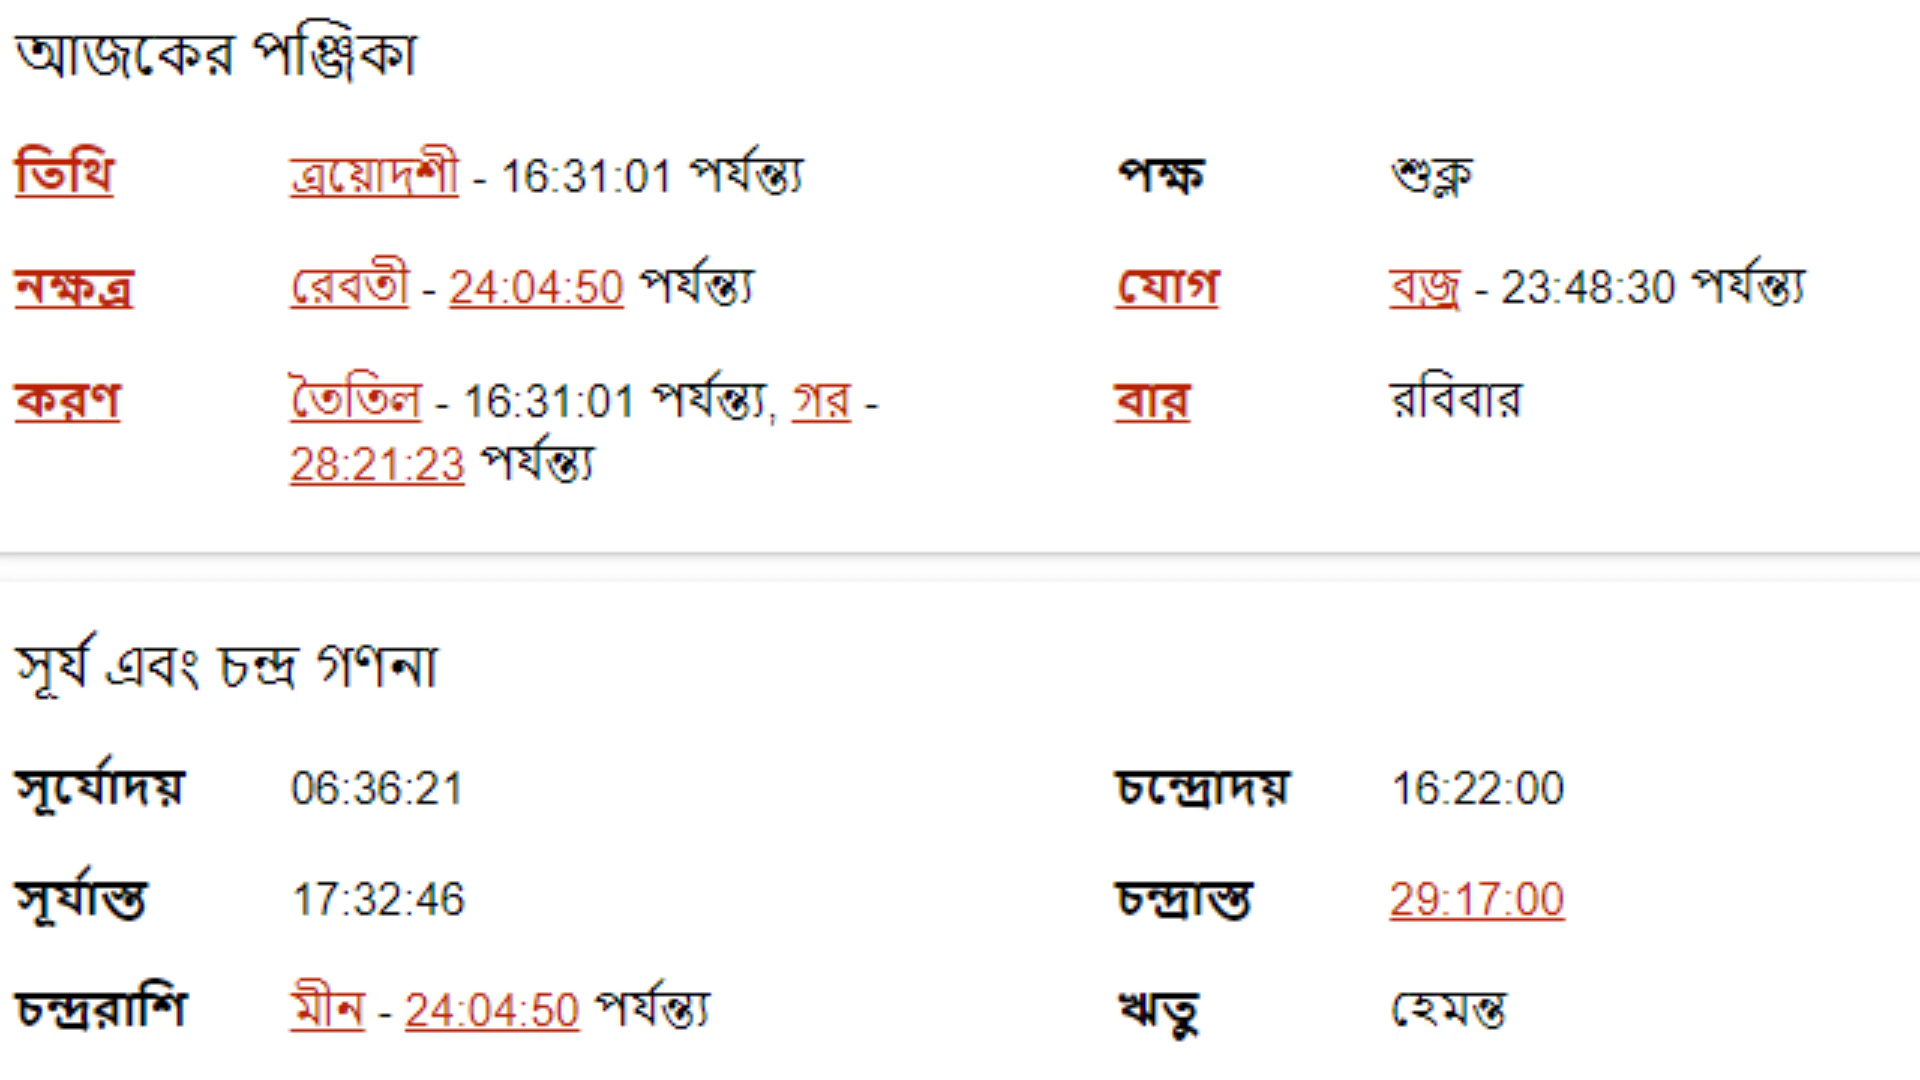 আজকের পঞ্জিকা
তিথি ত্রয়োদশী - 16:31:01 পর্যন্ত্য পক্ষ শুক্ল
নক্ষত্র রেবতী - 24:04:50 পর্যন্ত্য যোগ বজ্র - 23:48:30 পর্যন্ত্য
করণ তৈতিল - 16:31:01 পর্যন্ত্য, গর - বার রবিবার
28:21:23 পর্যন্ত্য
সূর্য এবং চন্দ্র গণনা
সূর্যোদয় 06:36:21 চন্দ্রোদয় 16:22:00
সূর্যাস্ত 17:32:46 চন্দ্রাস্ত 29:17:00
চন্দ্ররাশি মীন - 24:04:50 পর্যন্ত্য ঋতু হেমন্ত